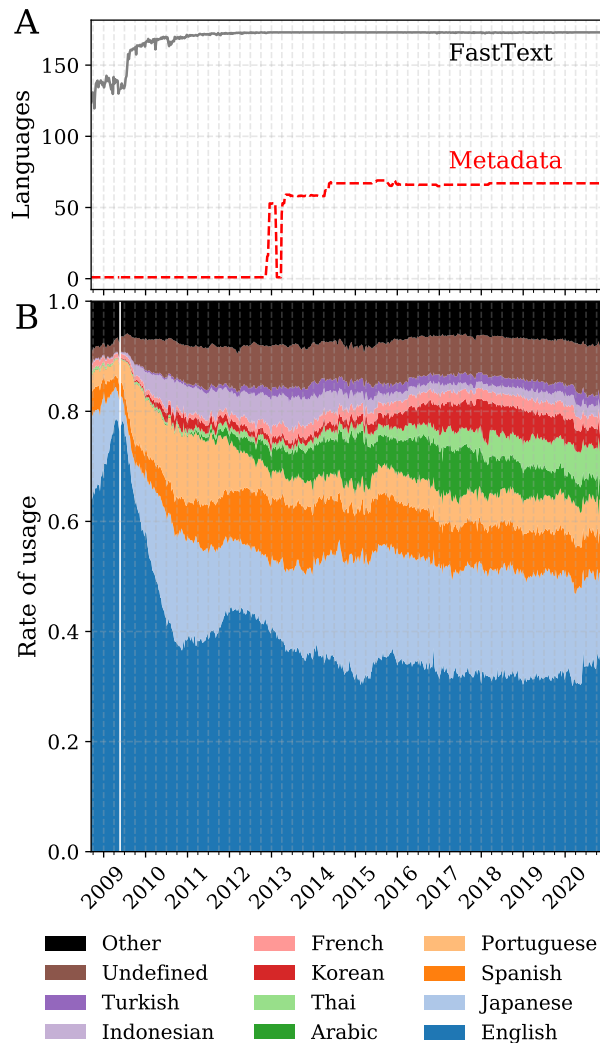 A
150
100
50
0
Languages
FastText
Metadata
B
1.0
0.8
0.6
0.4
0.2
0.0
Rate of usage
2009 2010 2011 2012 2013 2014 2015 2016 2017 2018 2019 2020
Other French Portuguese
Undefined Korean Spanish
Turkish Thai Japanese
Indonesian Arabic English